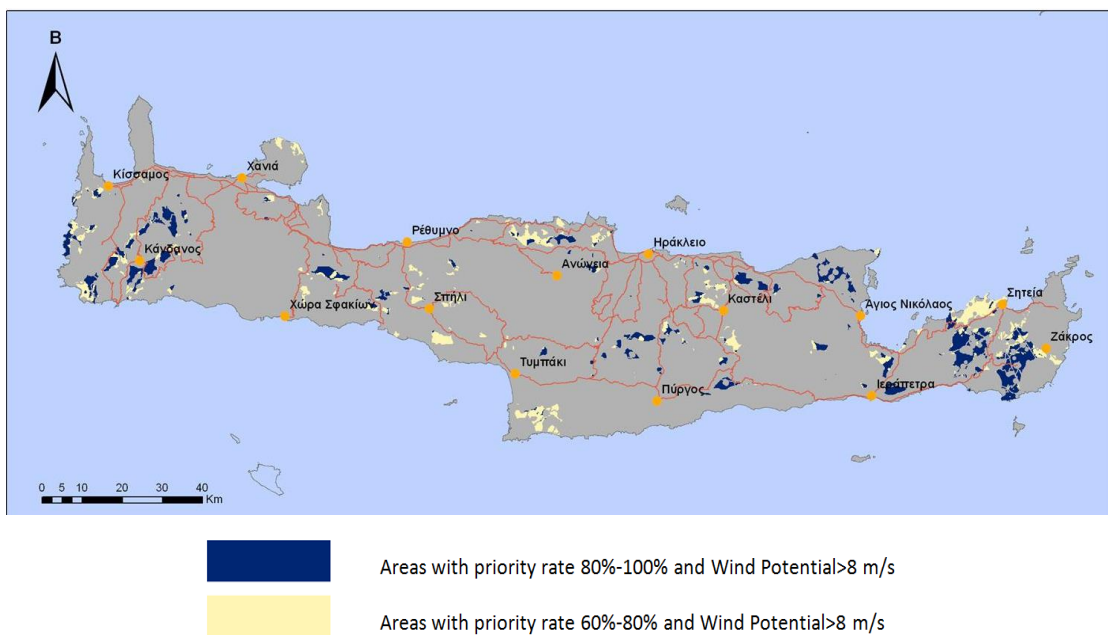 Β
Κίσσαμος
Χανιά
Κάνδανος
Ρέθυμνο
Ηράκλειο
Ανώγεια
Χώρα Σφακίων
Σπήλι
Καστέλι
Άγιος Νικόλαος
Σητεία
Ζάκρος
Τυμπάκι
Πύργος
Ιεράπετρα
0 5 10 20 30 40
Km
Areas with priority rate 80%-100% and Wind Potential>8 m/s
Areas with priority rate 60%-80% and Wind Potential>8 m/s